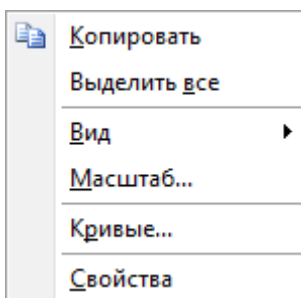 Копировать
Выделить все
Вид
Масштаб...
Кривые...
Свойства